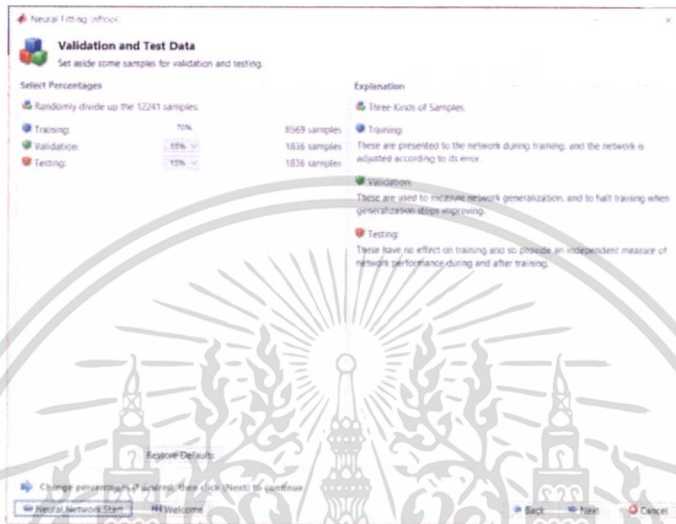 Neural Fitting (nftool)
Validation and Test Data
Set aside some samples for validation and testing.
Select Percentages
Randomly divide up the 12241 samples:
Training: 70% 8569 samples
Validation: 15% 1836 samples
Testing: 15% 1836 samples
Explanation
Three Kinds of Samples:
Training:
These are presented to the network during training, and the network is
adjusted according to its error.
Validation:
These are used to measure network generalization, and to halt training when
generalization stops improving.
Testing:
These have no effect on training and so provide an independent measure of
network performance during and after training.
Restore Defaults
Change percentages if desired, then click [Next] to continue.
Neural Network Start
Welcome
Back
Next
Cancel